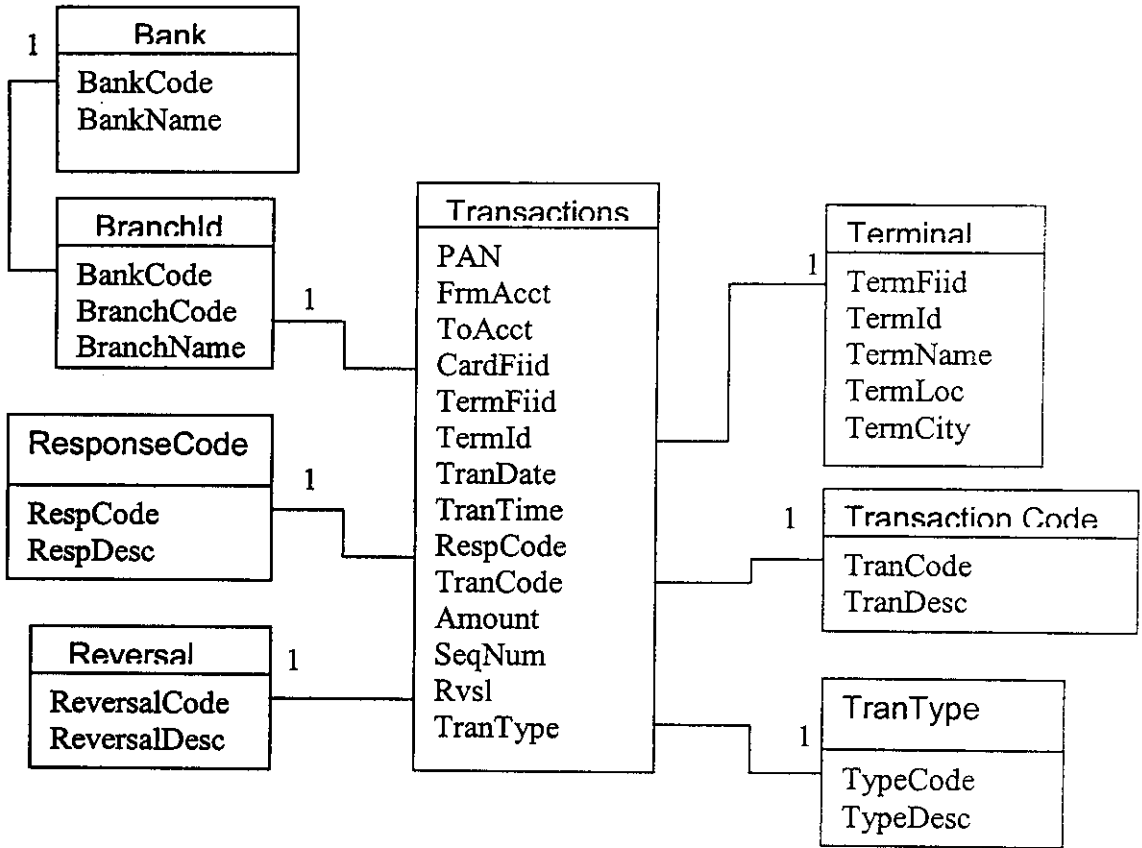 1
Bank
BankCode
BankName
BranchId
BankCode
BranchCode
BranchName
1
ResponseCode
RespCode
RespDesc
1
Reversal
ReversalCode
ReversalDesc
1
Transactions
PAN
FrmAcct
ToAcct
CardFiid
TermFiid
TermId
TranDate
TranTime
RespCode
TranCode
Amount
SeqNum
Rvsl
TranType
1
Terminal
TermFiid
TermId
TermName
TermLoc
TermCity
1
Transaction Code
TranCode
TranDesc
1
TranType
TypeCode
TypeDesc